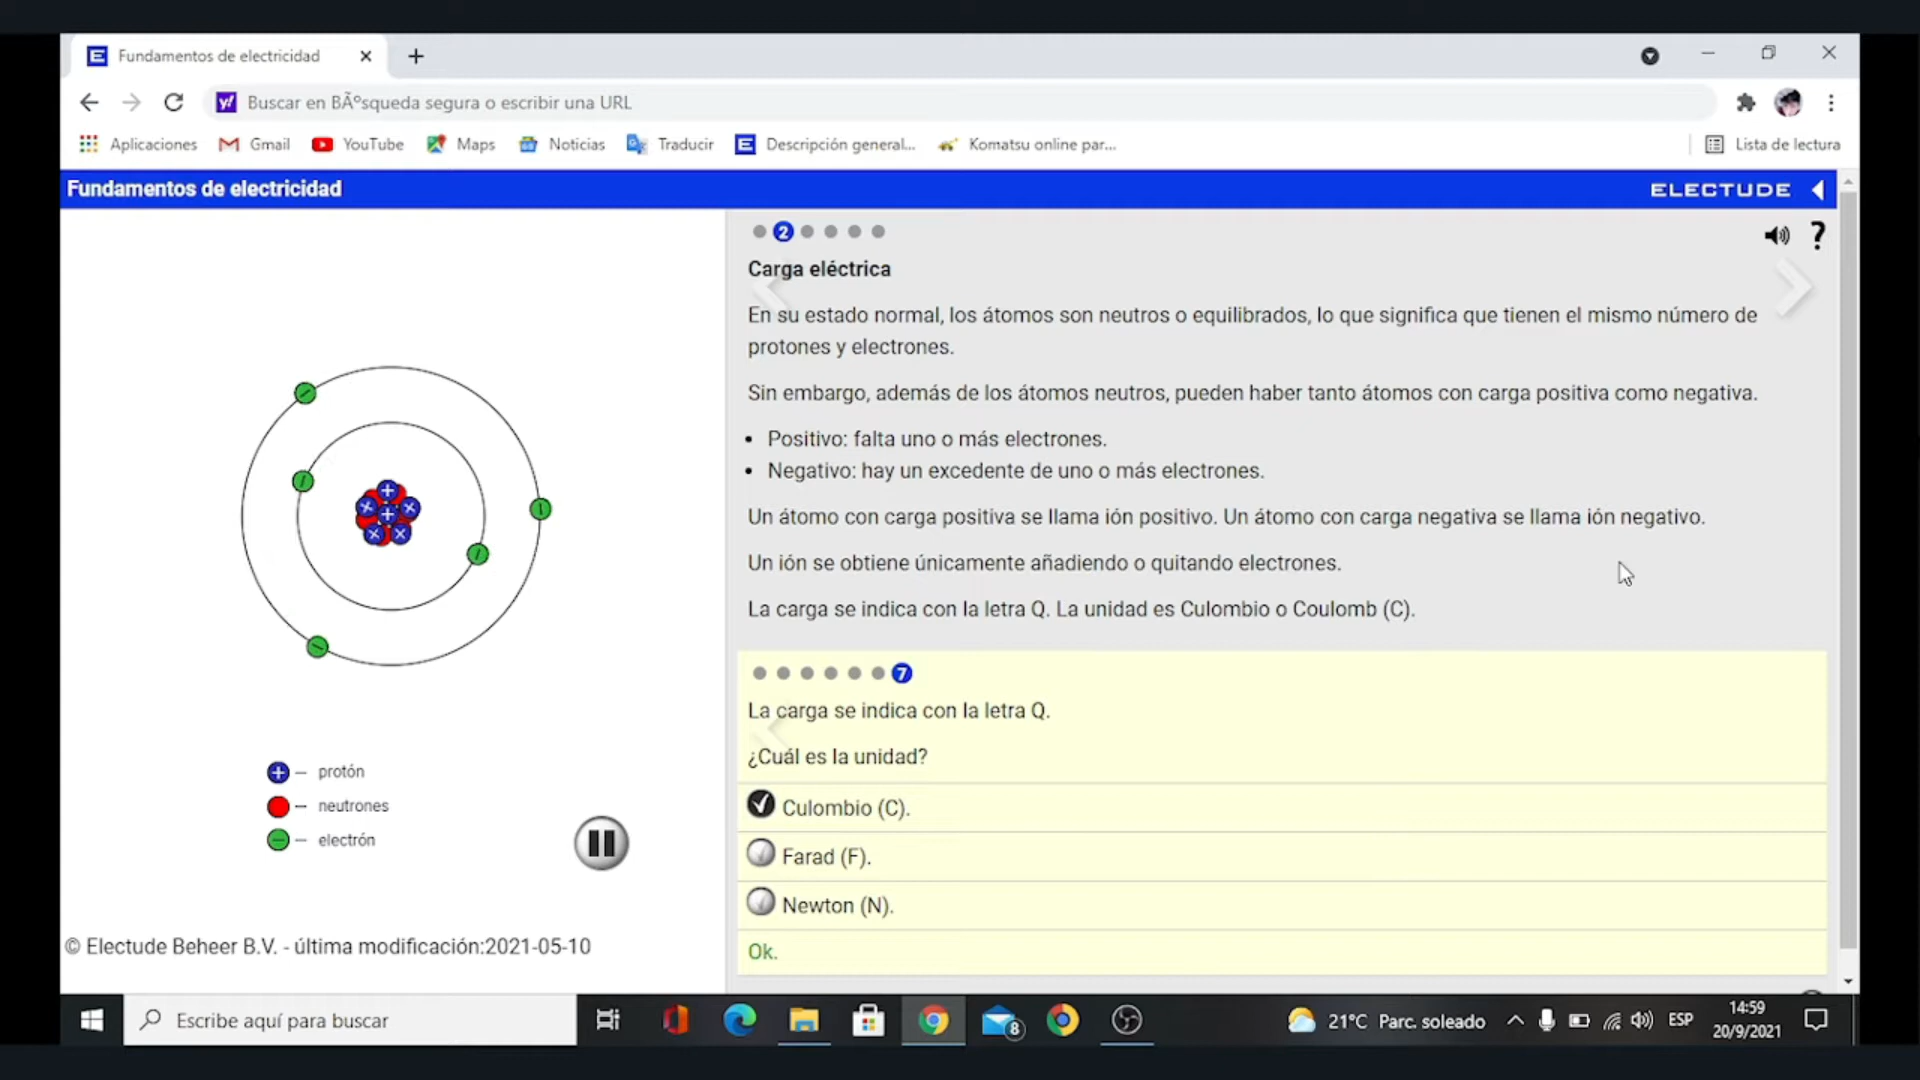 Fundamentos de electricidad
Buscar en BÃºsqueda segura o escribir una URL
Aplicaciones Gmail YouTube Maps Noticias Traducir Descripción general... Komatsu online par... Lista de lectura
Fundamentos de electricidad ELECTUDE
2
?
Carga eléctrica
En su estado normal, los átomos son neutros o equilibrados, lo que significa que tienen el mismo número de
protones y electrones.
Sin embargo, además de los átomos neutros, pueden haber tanto átomos con carga positiva como negativa.
• Positivo: falta uno o más electrones.
• Negativo: hay un excedente de uno o más electrones.
Un átomo con carga positiva se llama ión positivo. Un átomo con carga negativa se llama ión negativo.
Un ión se obtiene únicamente añadiendo o quitando electrones.
La carga se indica con la letra Q. La unidad es Culombio o Coulomb (C).
7
La carga se indica con la letra Q.
¿Cuál es la unidad?
Culombio (C).
Farad (F).
Newton (N).
Ok.
+ – protón
– neutrones
– electrón
© Electude Beheer B.V. - última modificación:2021-05-10
Escribe aquí para buscar
8
21°C Parc. soleado
ESP
14:59
20/9/2021